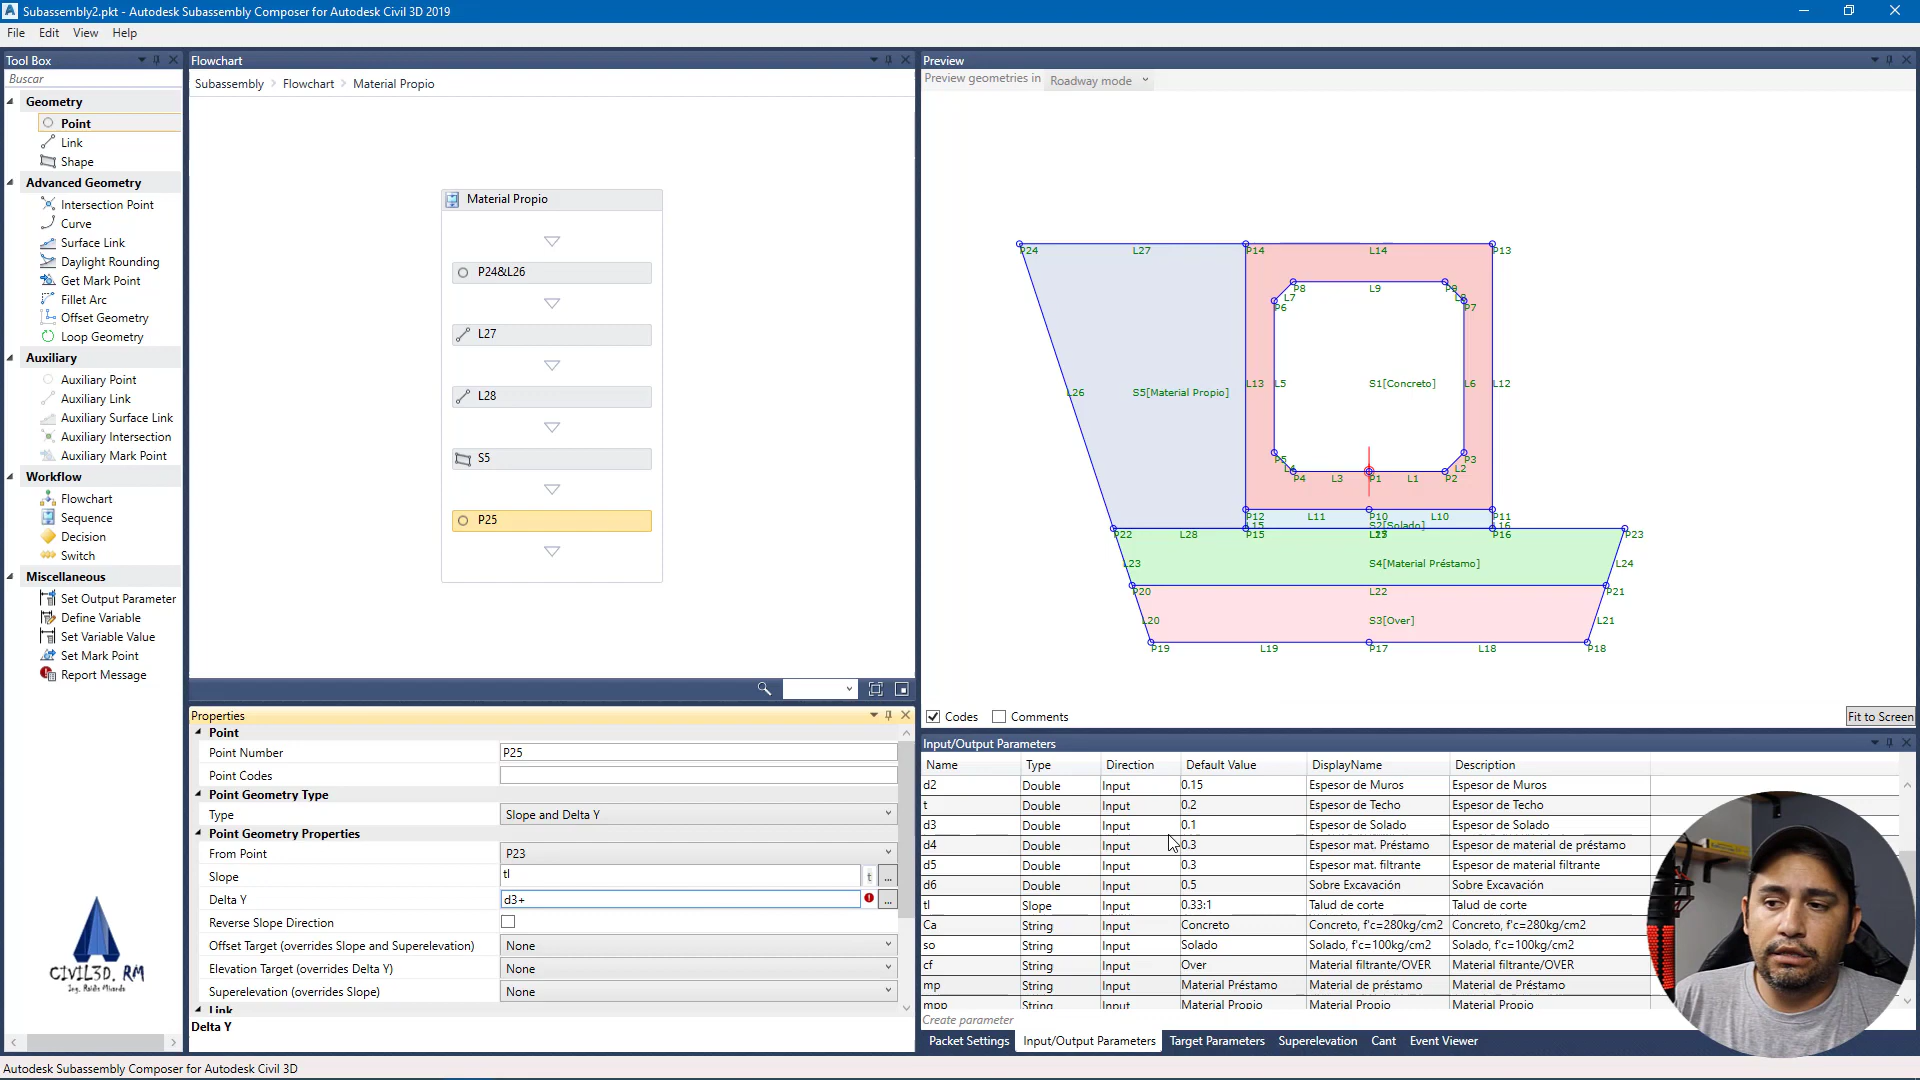 Subassembly2.pkt - Autodesk Subassembly Composer for Autodesk Civil 3D 2019
File Edit View Help
Tool Box
Buscar
Geometry
Point
Link
Shape
Advanced Geometry
Intersection Point
Curve
Surface Link
Daylight Rounding
Get Mark Point
Fillet Arc
Offset Geometry
Loop Geometry
Auxiliary
Auxiliary Point
Auxiliary Link
Auxiliary Surface Link
Auxiliary Intersection
Auxiliary Mark Point
Workflow
Flowchart
Sequence
Decision
Switch
Miscellaneous
Set Output Parameter
Define Variable
Set Variable Value
Set Mark Point
Report Message
CIVIL3D. RM
Flowchart
Subassembly > Flowchart > Material Propio
Material Propio
P24&L26
L27
L28
S5
P25
Properties
Point
Point Number P25
Point Codes
Point Geometry Type
Type Slope and Delta Y
Point Geometry Properties
From Point P23
Slope tl t ...
Delta Y d3+ ...
Reverse Slope Direction
Offset Target (overrides Slope and Superelevation) None
Elevation Target (overrides Delta Y) None
Superelevation (overrides Slope) None
Link
Delta Y
Preview
Preview geometries in Roadway mode
P24 L27 P14 L14 P13
P8 L9 P9
L7 L8
P6 P7
L26 S5[Material Propio] L13 L5 S1[Concreto] L6 L12
P5 P3
L4 L2
P4 L3 P1 L1 P2
P12 L11 P10 L10 P11
L15 S2[Solado] L16
P22 L28 P15 P16 P23
L23 S4[Material Préstamo] L24
P20 L22 P21
L20 S3[Over] L21
P19 L19 P17 L18 P18
Codes Comments Fit to Screen
Input/Output Parameters
Name Type Direction Default Value DisplayName Description
d2 Double Input 0.15 Espesor de Muros Espesor de Muros
t Double Input 0.2 Espesor de Techo Espesor de Techo
d3 Double Input 0.1 Espesor de Solado Espesor de Solado
d4 Double Input 0.3 Espesor mat. Préstamo Espesor de material de préstamo
d5 Double Input 0.3 Espesor mat. filtrante Espesor de material filtrante
d6 Double Input 0.5 Sobre Excavación Sobre Excavación
tl Slope Input 0.33:1 Talud de corte Talud de corte
Ca String Input Concreto Concreto, f'c=280kg/cm2 Concreto, f'c=280kg/cm2
so String Input Solado Solado, f'c=100kg/cm2 Solado, f'c=100kg/cm2
cf String Input Over Material filtrante/OVER Material filtrante/OVER
mp String Input Material Préstamo Material de préstamo Material de Préstamo
mpp String Input Material Propio Material Propio Material Propio
Create parameter
Packet Settings Input/Output Parameters Target Parameters Superelevation Cant Event Viewer
Autodesk Subassembly Composer for Autodesk Civil 3D